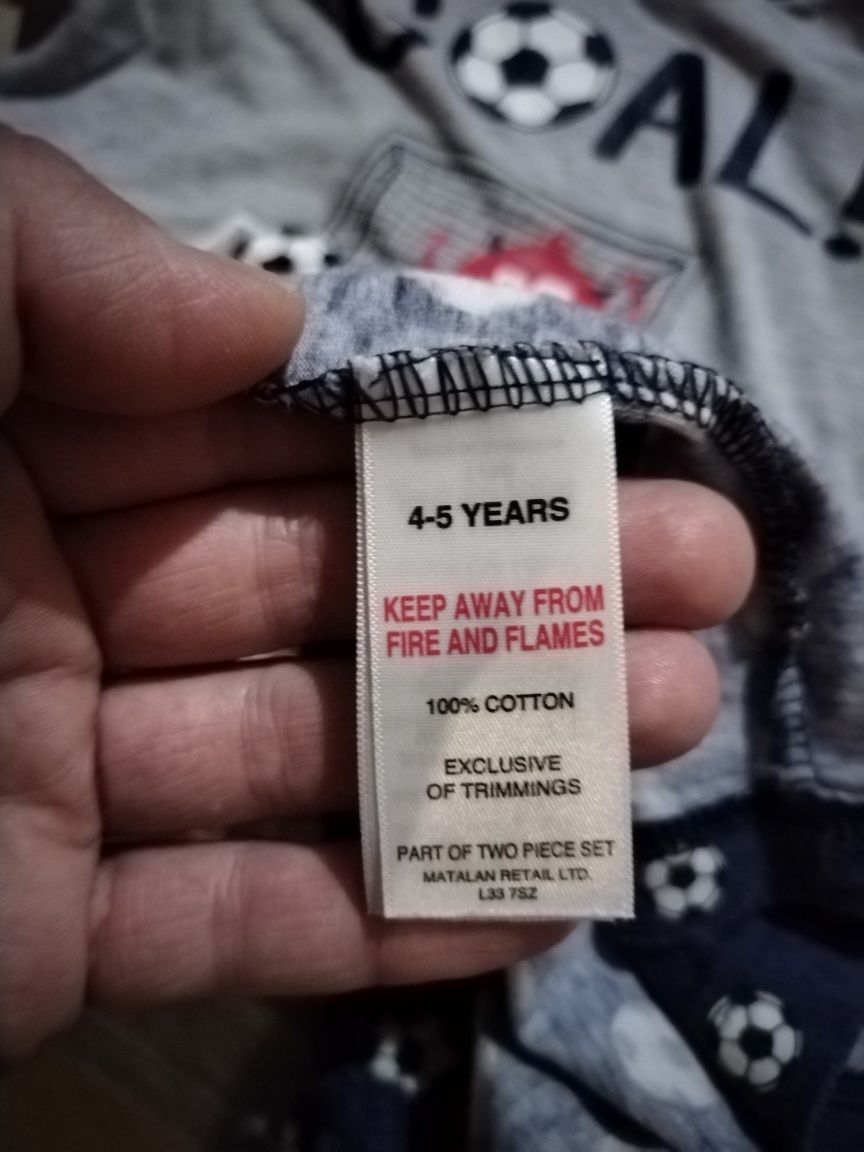 GOAL!
4-5 YEARS
KEEP AWAY FROM
FIRE AND FLAMES
100% COTTON
EXCLUSIVE
OF TRIMMINGS
PART OF TWO PIECE SET
MATALAN RETAIL LTD.
L33 7SZ